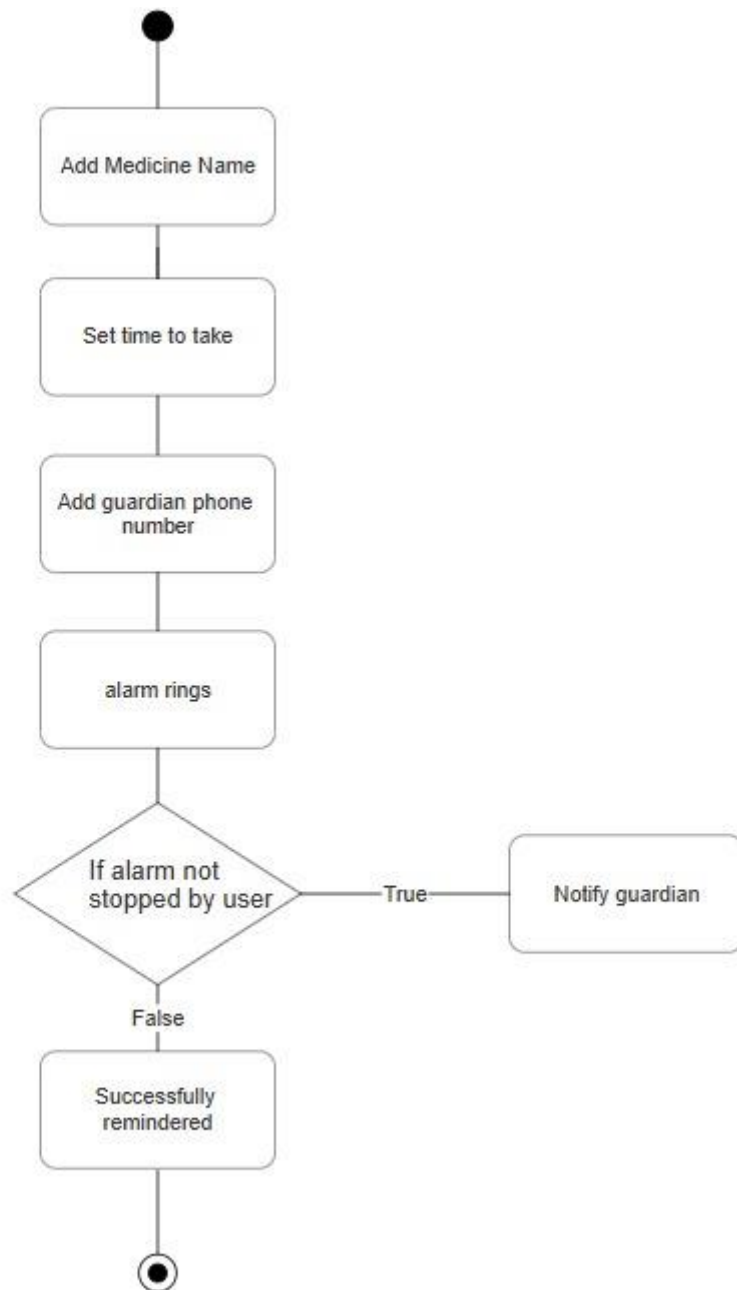 Add Medicine Name
Set time to take
Add guardian phone
number
alarm rings
If alarm not
stopped by user
True
Notify guardian
False
Successfully
remindered